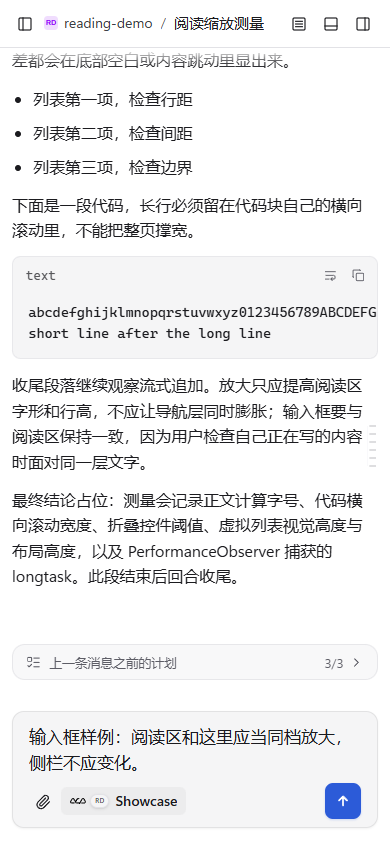 RD reading-demo / 阅读缩放测量
差都会在底部空白或内容跳动里显出来。
• 列表第一项，检查行距
• 列表第二项，检查间距
• 列表第三项，检查边界
下面是一段代码，长行必须留在代码块自己的横向
滚动里，不能把整页撑宽。
text
abcdefghijklmnopqrstuvwxyz0123456789ABCDEFG
short line after the long line
收尾段落继续观察流式追加。放大只应提高阅读区
字形和行高，不应让导航层同时膨胀；输入框要与
阅读区保持一致，因为用户检查自己正在写的内容
时面对同一层文字。
最终结论占位：测量会记录正文计算字号、代码横
向滚动宽度、折叠控件阈值、虚拟列表视觉高度与
布局高度，以及 PerformanceObserver 捕获的
longtask。此段结束后回合收尾。
上一条消息之前的计划 3/3
输入框样例：阅读区和这里应当同档放大，
侧栏不应变化。
RD Showcase